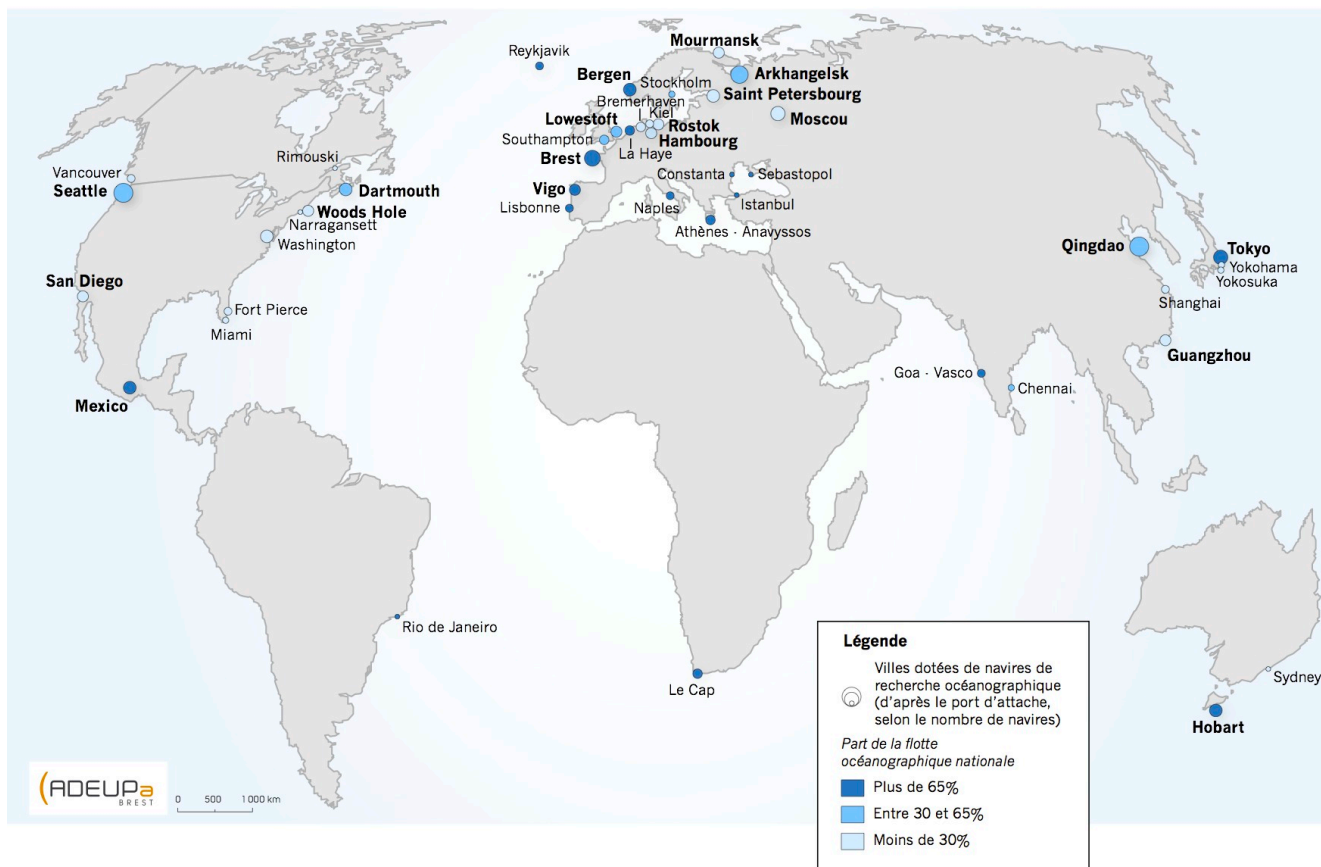 Reykjavik
Mourmansk
Bergen
Stockholm
Arkhangelsk
Bremerhaven
Saint Petersbourg
Kiel
Lowestoft
Rostok
Moscou
Southampton
Hambourg
La Haye
Brest
Rimouski
Vancouver
Seattle
Dartmouth
Constanta
Sebastopol
Vigo
Lisbonne
Naples
Istanbul
Woods Hole
Narragansett
Washington
Athènes - Anavyssos
Qingdao
Tokyo
Yokohama
Yokosuka
San Diego
Shanghai
Fort Pierce
Miami
Guangzhou
Goa - Vasco
Chennai
Mexico
Rio de Janeiro
Le Cap
Sydney
Hobart
Légende
Villes dotées de navires de
recherche océanographique
(d'après le port d'attache,
selon le nombre de navires)
Part de la flotte
océanographique nationale
Plus de 65%
Entre 30 et 65%
Moins de 30%
ADEUPa
BREST
0 500 1 000 km